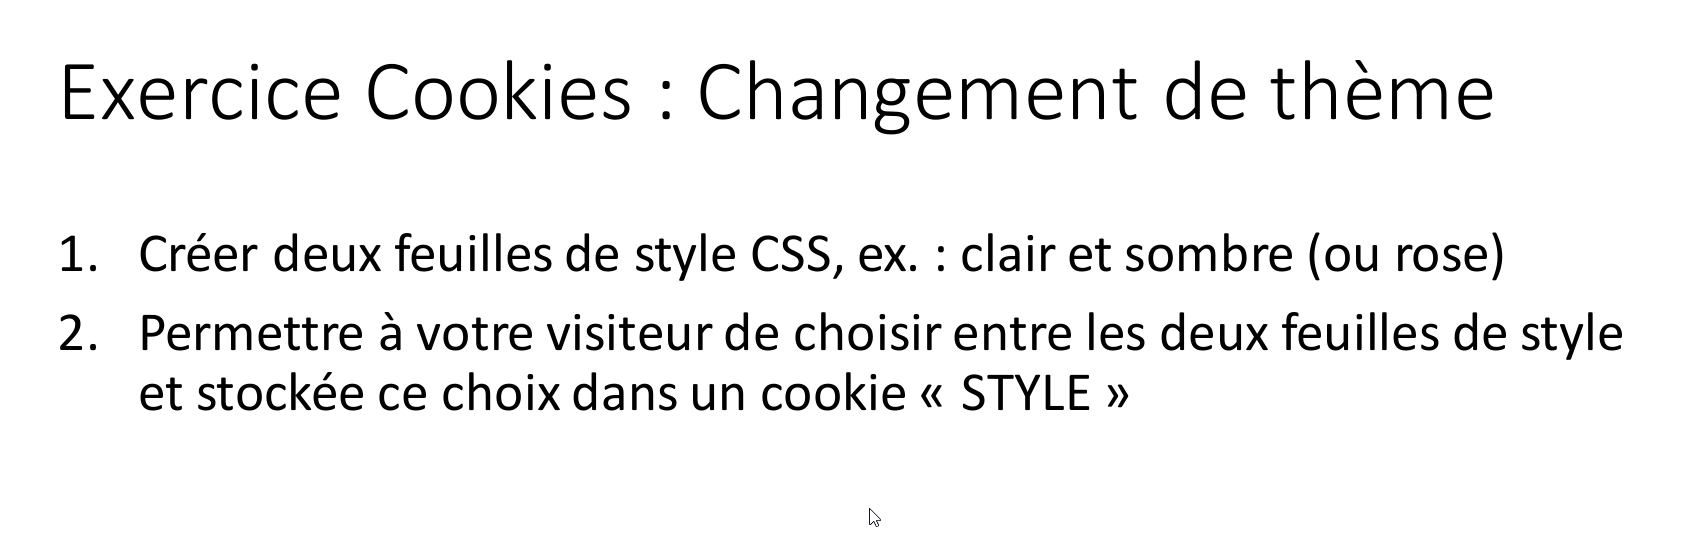 Exercice Cookies : Changement de thème
1. Créer deux feuilles de style CSS, ex. : clair et sombre (ou rose)
2. Permettre à votre visiteur de choisir entre les deux feuilles de style
et stockée ce choix dans un cookie « STYLE »